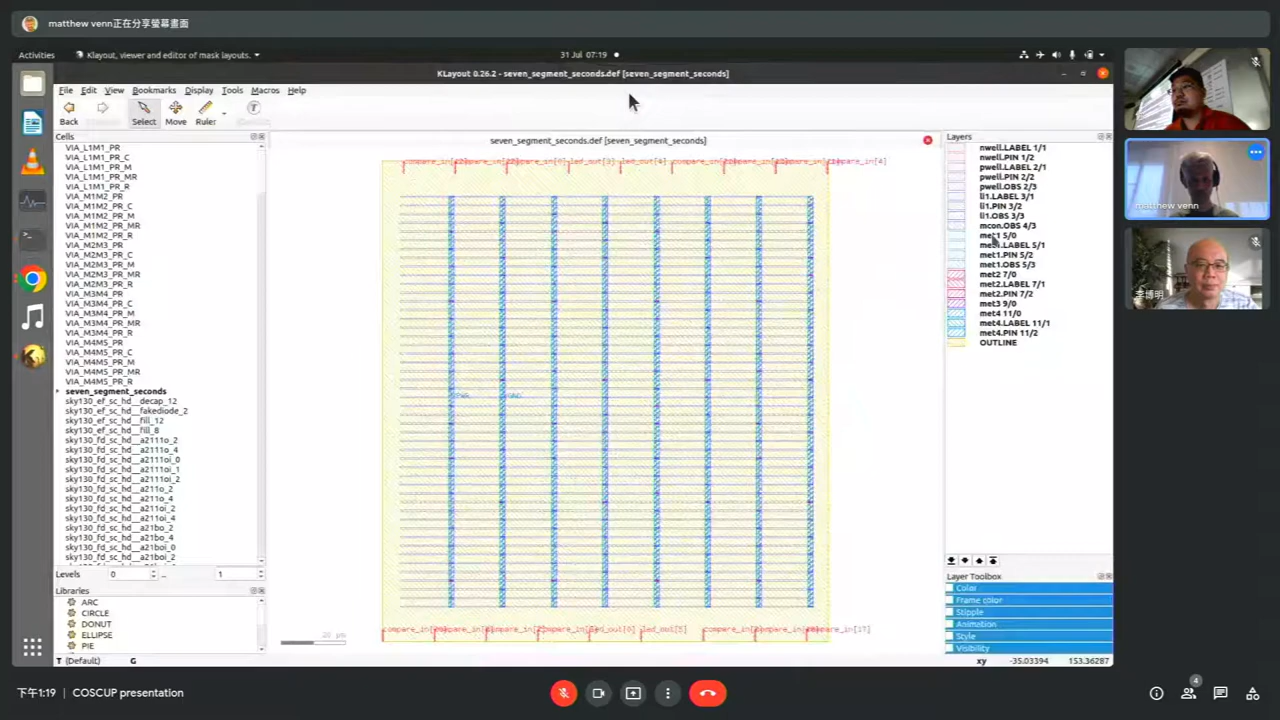 matthew venn正在分享螢幕畫面
Activities
Klayout, viewer and editor of mask layouts.
31 Jul 07:19
KLayout 0.26.2 - seven_segment_seconds.def [seven_segment_seconds]
File Edit View Bookmarks Display Tools Macros Help
Back
Select
Move
Ruler
Cells
seven_segment_seconds.def [seven_segment_seconds]
Layers
VIA_L1M1_PR
VIA_L1M1_PR_C
VIA_L1M1_PR_M
VIA_L1M1_PR_MR
VIA_L1M1_PR_R
VIA_M1M2_PR
VIA_M1M2_PR_C
VIA_M1M2_PR_M
VIA_M1M2_PR_MR
VIA_M1M2_PR_R
VIA_M2M3_PR
VIA_M2M3_PR_C
VIA_M2M3_PR_M
VIA_M2M3_PR_MR
VIA_M2M3_PR_R
VIA_M3M4_PR
VIA_M3M4_PR_C
VIA_M3M4_PR_M
VIA_M3M4_PR_MR
VIA_M3M4_PR_R
VIA_M4M5_PR
VIA_M4M5_PR_C
VIA_M4M5_PR_M
VIA_M4M5_PR_MR
VIA_M4M5_PR_R
seven_segment_seconds
sky130_ef_sc_hd__decap_12
sky130_ef_sc_hd__fakediode_2
sky130_ef_sc_hd__fill_12
sky130_ef_sc_hd__fill_8
sky130_fd_sc_hd__a2111o_2
sky130_fd_sc_hd__a2111o_4
sky130_fd_sc_hd__a2111oi_0
sky130_fd_sc_hd__a2111oi_1
sky130_fd_sc_hd__a2111oi_2
sky130_fd_sc_hd__a211o_2
sky130_fd_sc_hd__a211o_4
sky130_fd_sc_hd__a211oi_2
sky130_fd_sc_hd__a211oi_4
sky130_fd_sc_hd__a21bo_2
sky130_fd_sc_hd__a21bo_4
sky130_fd_sc_hd__a21boi_0
sky130_fd_sc_hd__a21boi_2
Levels 0 .. 1
Libraries
ARC
CIRCLE
DONUT
ELLIPSE
PIE
T (Default) G
led_out[5]
20 µm
nwell.LABEL 1/1
nwell.PIN 1/2
pwell.LABEL 2/1
pwell.PIN 2/2
pwell.OBS 2/3
li1.LABEL 3/1
li1.PIN 3/2
li1.OBS 3/3
mcon.OBS 4/3
met1 5/0
met1.LABEL 5/1
met1.PIN 5/2
met1.OBS 5/3
met2 7/0
met2.LABEL 7/1
met2.PIN 7/2
met3 9/0
met4 11/0
met4.LABEL 11/1
met4.PIN 11/2
OUTLINE
Layer Toolbox
Color
Frame color
Stipple
Animation
Style
Visibility
xy -35.03394 153.36287
matthew venn
李博明
下午1:19 | COSCUP presentation
4